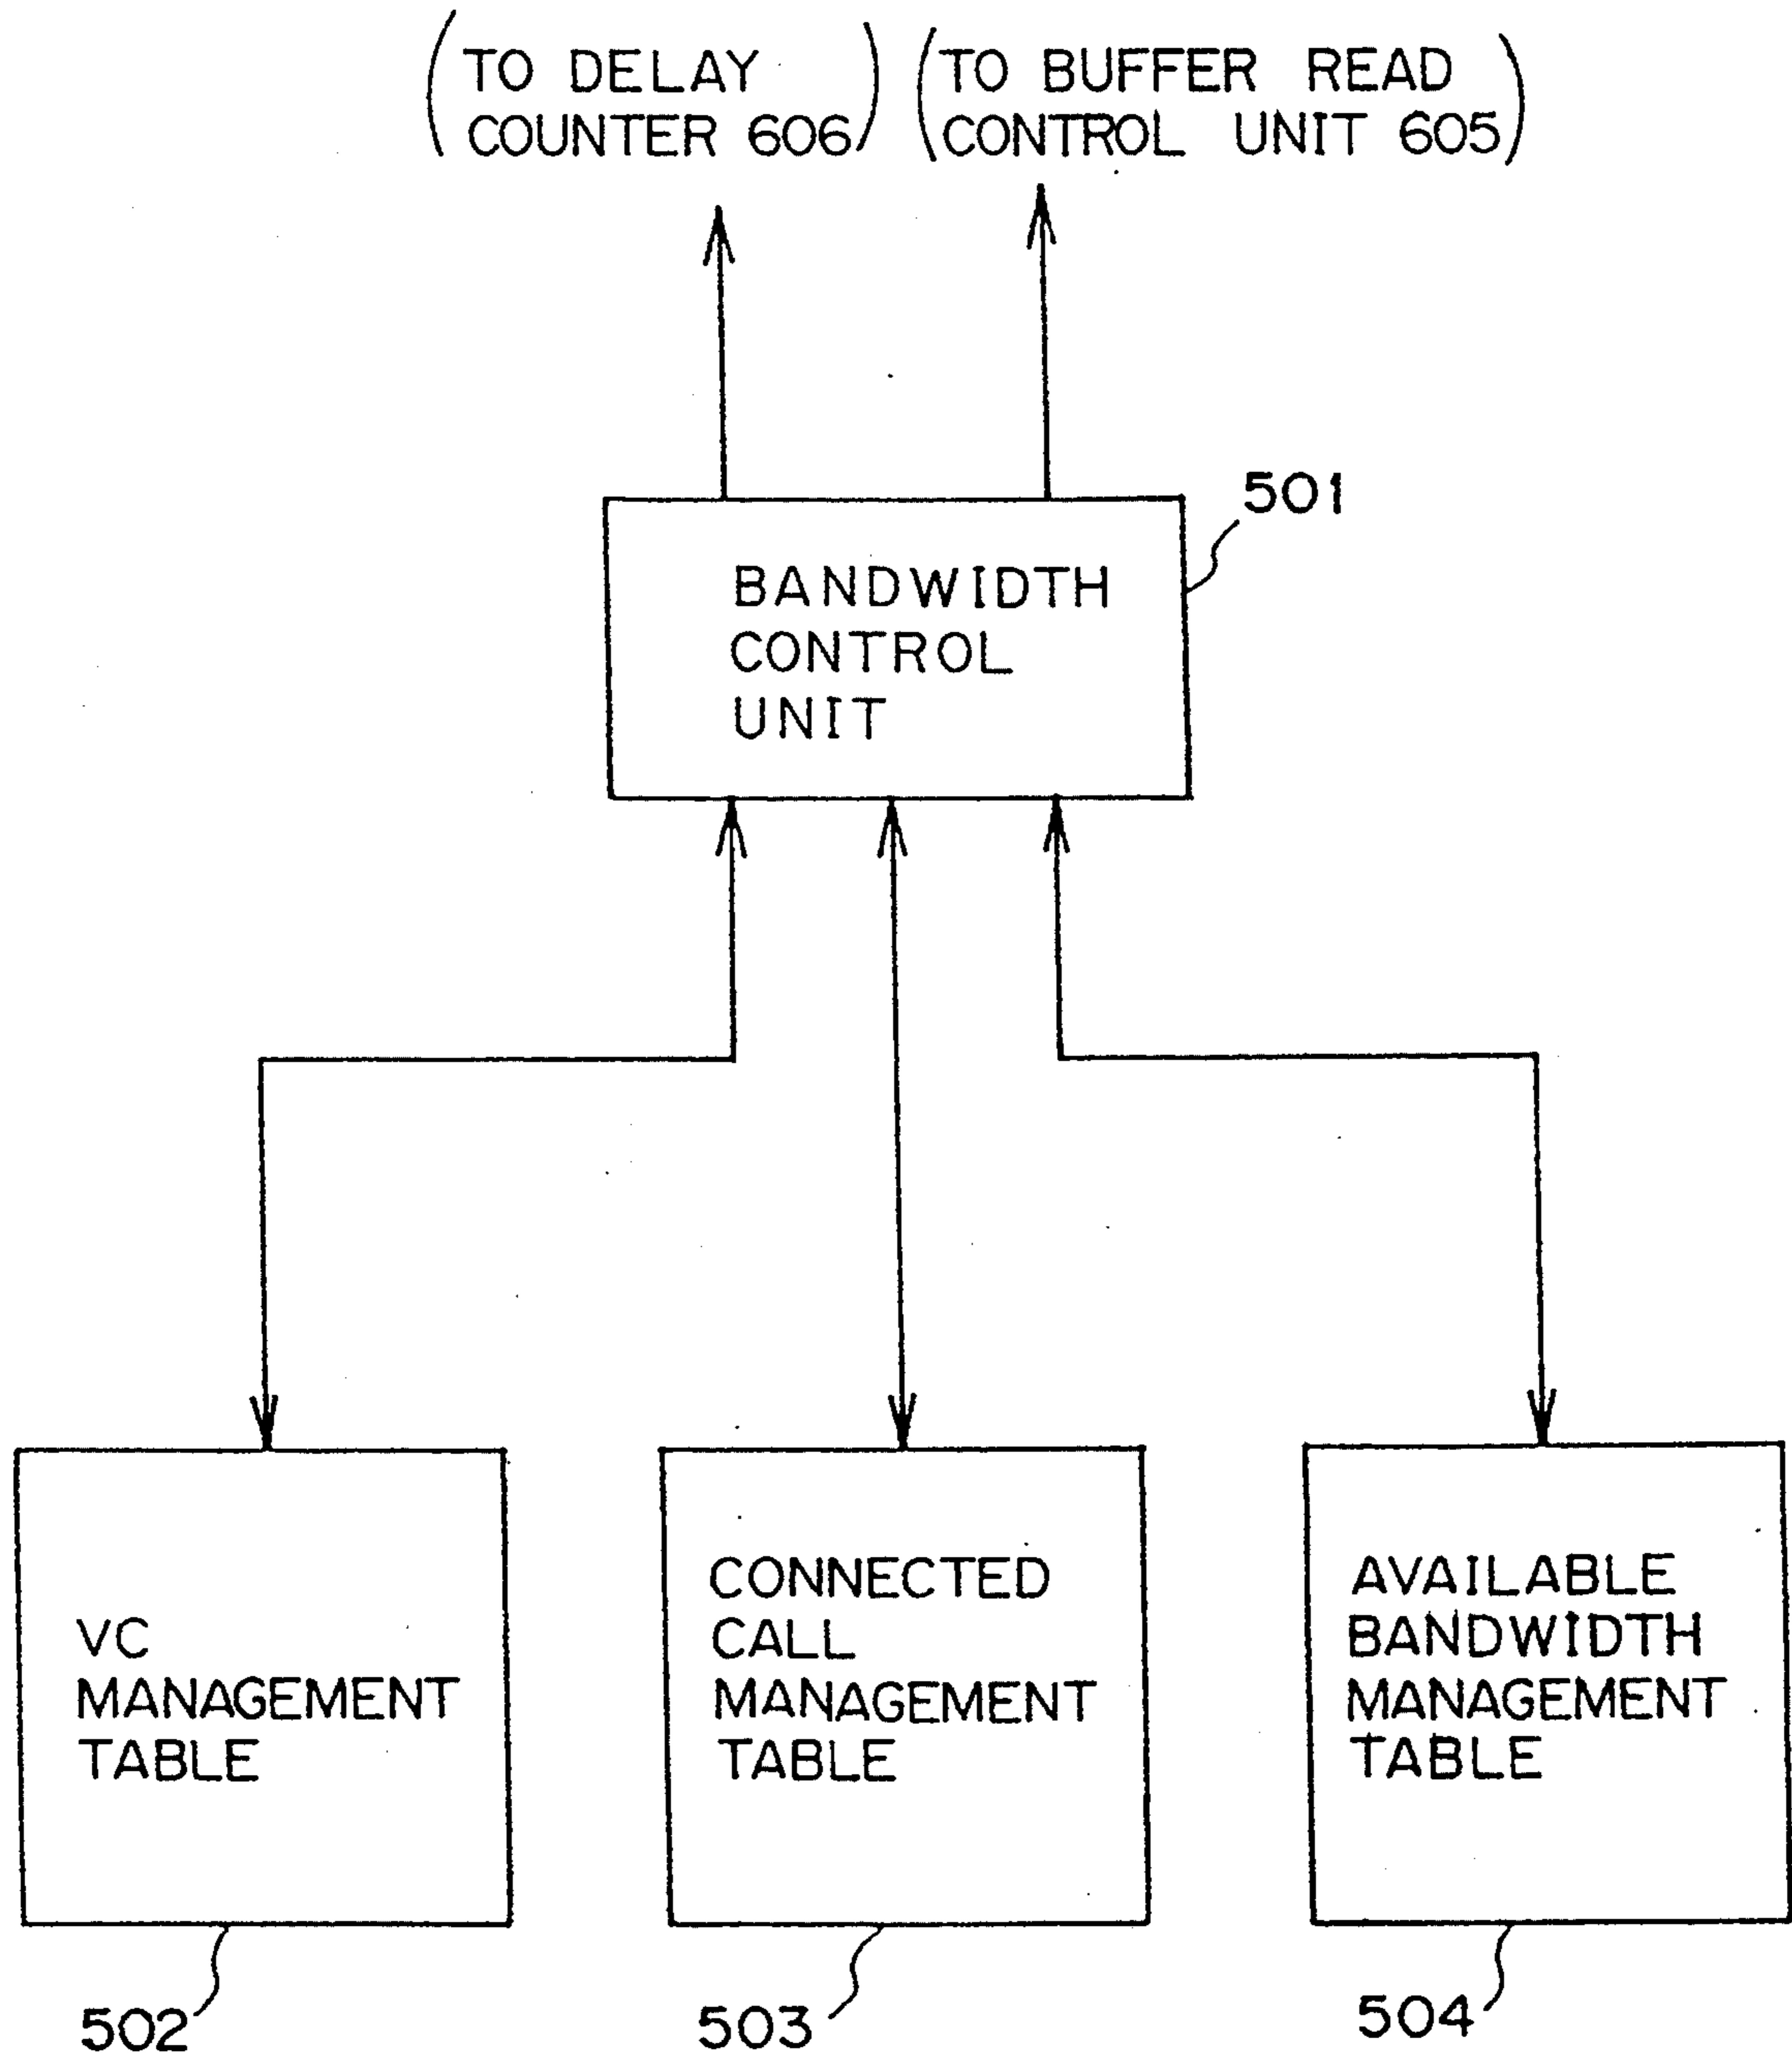 (TO DELAY
COUNTER 606)
(TO BUFFER READ
CONTROL UNIT 605)
501
BANDWIDTH
CONTROL
UNIT
VC
MANAGEMENT
TABLE
CONNECTED
CALL
MANAGEMENT
TABLE
AVAILABLE
BANDWIDTH
MANAGEMENT
TABLE
502
503
504